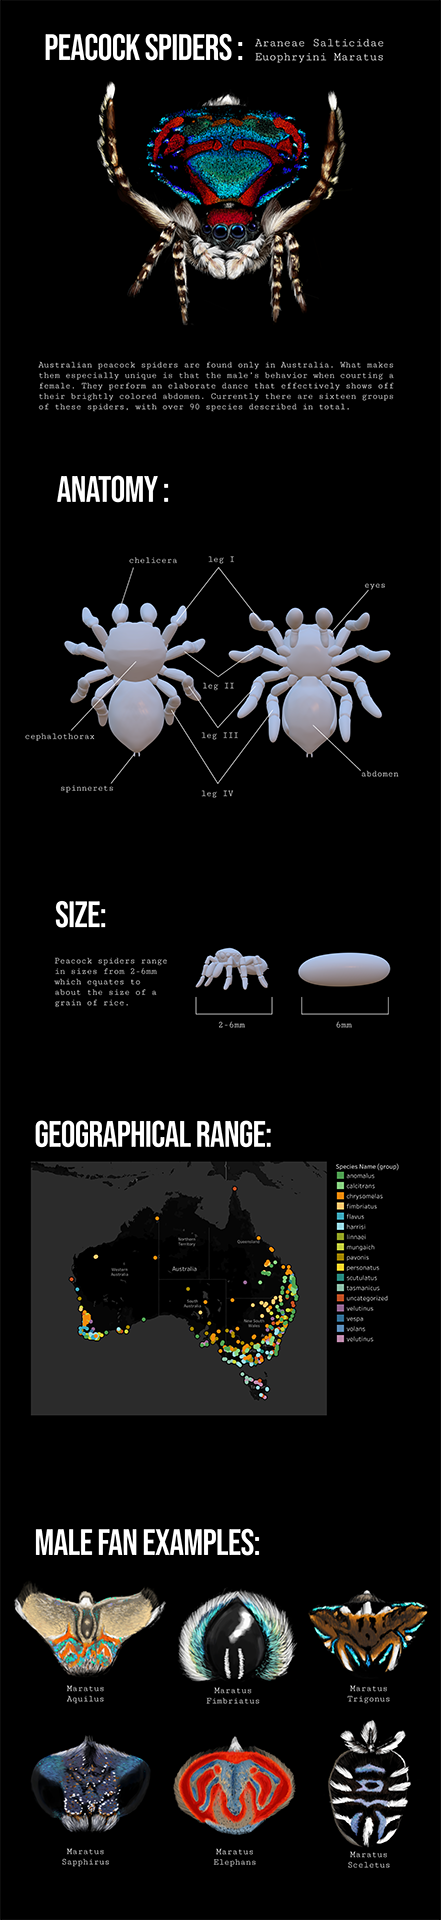 PEACOCK SPIDERS :
Araneae Salticidae
Euophryini Maratus
Australian peacock spiders are found only in Australia. What makes
them especially unique is that the male's behavior when courting a
female. They perform an elaborate dance that effectively shows off
their brightly colored abdomen. Currently there are sixteen groups
of these spiders, with over 90 species described in total.
ANATOMY :
chelicera
leg I
eyes
leg II
cephalothorax
leg III
abdomen
spinnerets
leg IV
SIZE:
Peacock spiders range
in sizes from 2-6mm
which equates to
about the size of a
grain of rice.
2-6mm
6mm
GEOGRAPHICAL RANGE:
Species Name (group)
anomalus
calcitrans
chrysomelas
fimbriatus
flavus
harrisi
linnaei
mungaich
pavonis
personatus
scutulatus
tasmanicus
uncategorized
velutinus
vespa
volans
velutinus
Northern
Territory
Queensland
Western
Australia
Australia
South
Australia
New South
Wales
MALE FAN EXAMPLES:
Maratus
Aquilus
Maratus
Fimbriatus
Maratus
Trigonus
Maratus
Sapphirus
Maratus
Elephans
Maratus
Sceletus